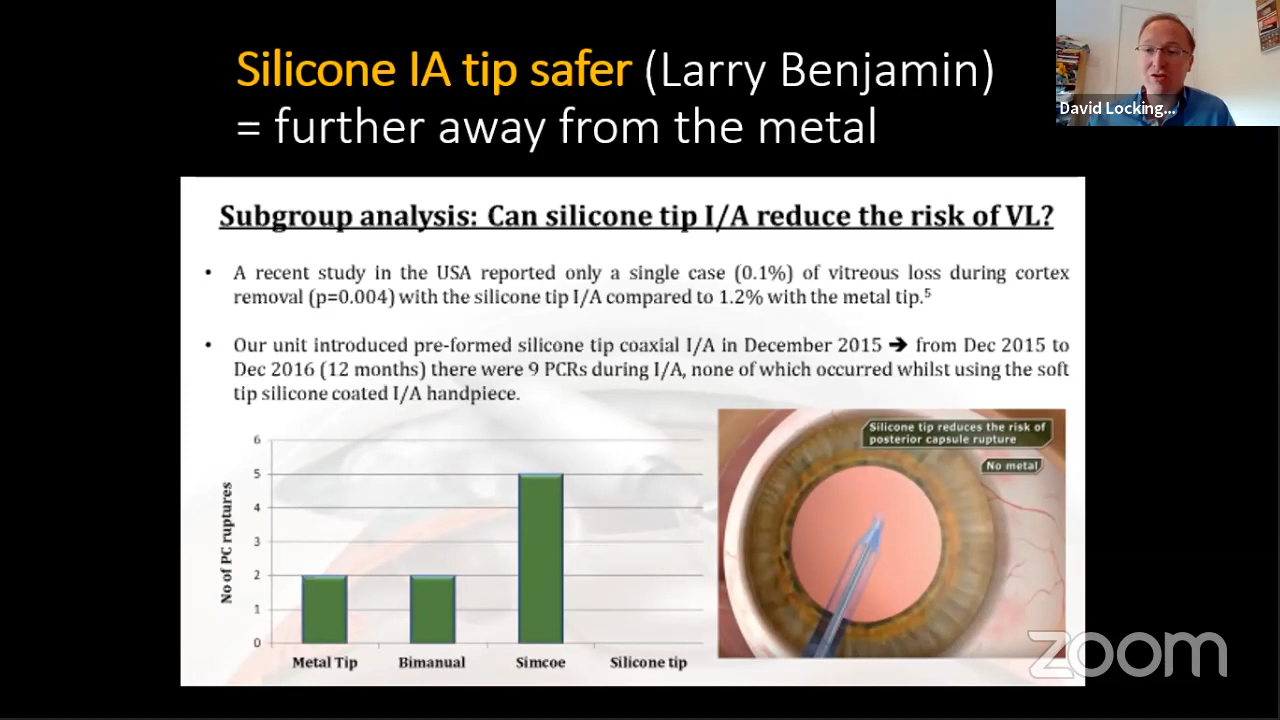 Silicone IA tip safer (Larry Benjamin)
= further away from the metal
David Locking...
Subgroup analysis: Can silicone tip I/A reduce the risk of VL?
• A recent study in the USA reported only a single case (0.1%) of vitreous loss during cortex
removal (p=0.004) with the silicone tip I/A compared to 1.2% with the metal tip.⁵
• Our unit introduced pre-formed silicone tip coaxial I/A in December 2015 → from Dec 2015 to
Dec 2016 (12 months) there were 9 PCRs during I/A, none of which occurred whilst using the soft
tip silicone coated I/A handpiece.
No of PC ruptures
6
5
4
3
2
1
0
Metal Tip
Bimanual
Simcoe
Silicone tip
Silicone tip reduces the risk of
posterior capsule rupture
No metal
zoom